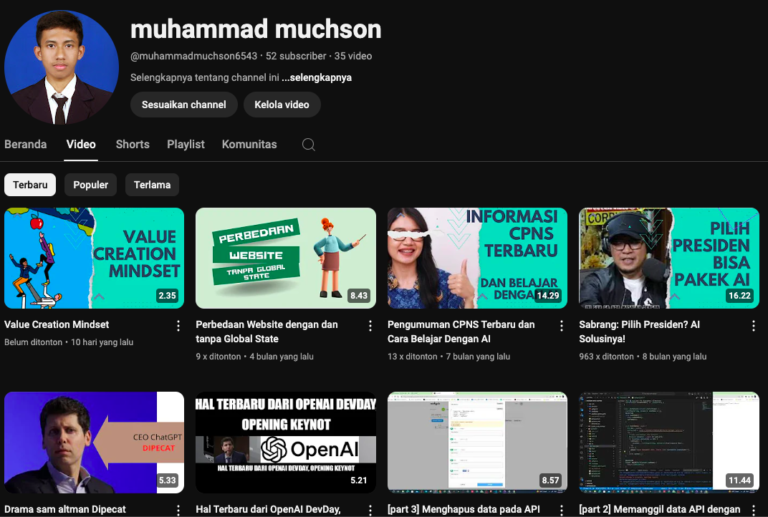 muhammad muchson
@muhammadmuchson6543 · 52 subscriber · 35 video
Selengkapnya tentang channel ini ...selengkapnya
Sesuaikan channel
Kelola video
Beranda
Video
Shorts
Playlist
Komunitas
Terbaru
Populer
Terlama
VALUE
CREATION
MINDSET
2.35
PERBEDAAN
WEBSITE
TANPA GLOBAL
STATE
8.43
INFORMASI
CPNS
TERBARU
DAN BELAJAR
DENGA
14.29
PILIH
PRESIDEN
BISA
PAKEK AI
16.22
Value Creation Mindset
Belum ditonton • 10 hari yang lalu
Perbedaan Website dengan dan
tanpa Global State
9 x ditonton • 4 bulan yang lalu
Pengumuman CPNS Terbaru dan
Cara Belajar Dengan AI
13 x ditonton • 7 bulan yang lalu
Sabrang: Pilih Presiden? AI
Solusinya!
963 x ditonton • 8 bulan yang lalu
CEO ChatGPT
DIPECAT
5.33
HAL TERBARU DARI OPENAI DEVDAY,
OPENING KEYNOT
OpenAI
HAL TERBARU DARI OPENAI DEVDAY, OPENING KEYNOT
5.21
8.57
11.44
Drama sam altman Dipecat
Hal Terbaru dari OpenAI DevDay,
[part 3] Menghapus data pada API
[part 2] Memanggil data API dengan